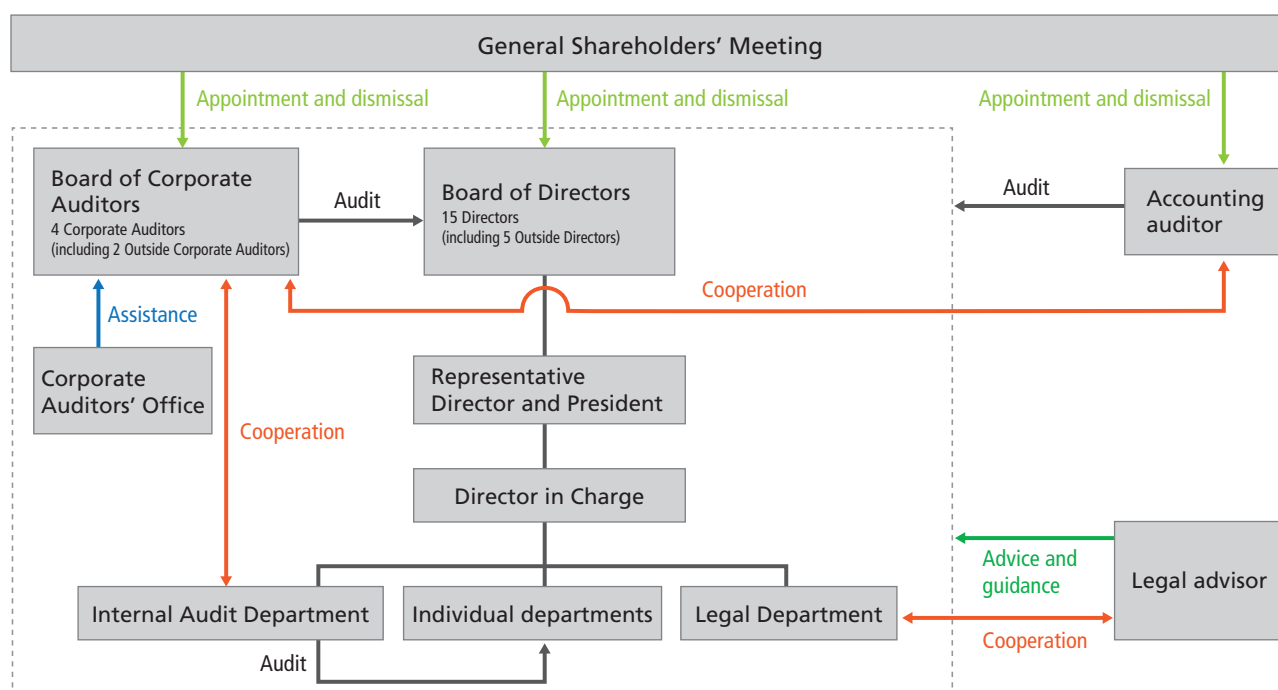 General Shareholders' Meeting
Appointment and dismissal
Appointment and dismissal
Appointment and dismissal
Board of Corporate
Auditors
4 Corporate Auditors
(including 2 Outside Corporate Auditors)
Audit
Board of Directors
15 Directors
(including 5 Outside Directors)
Audit
Accounting
auditor
Cooperation
Assistance
Corporate
Auditors' Office
Representative
Director and President
Cooperation
Director in Charge
Advice and
guidance
Legal advisor
Internal Audit Department
Individual departments
Legal Department
Cooperation
Audit